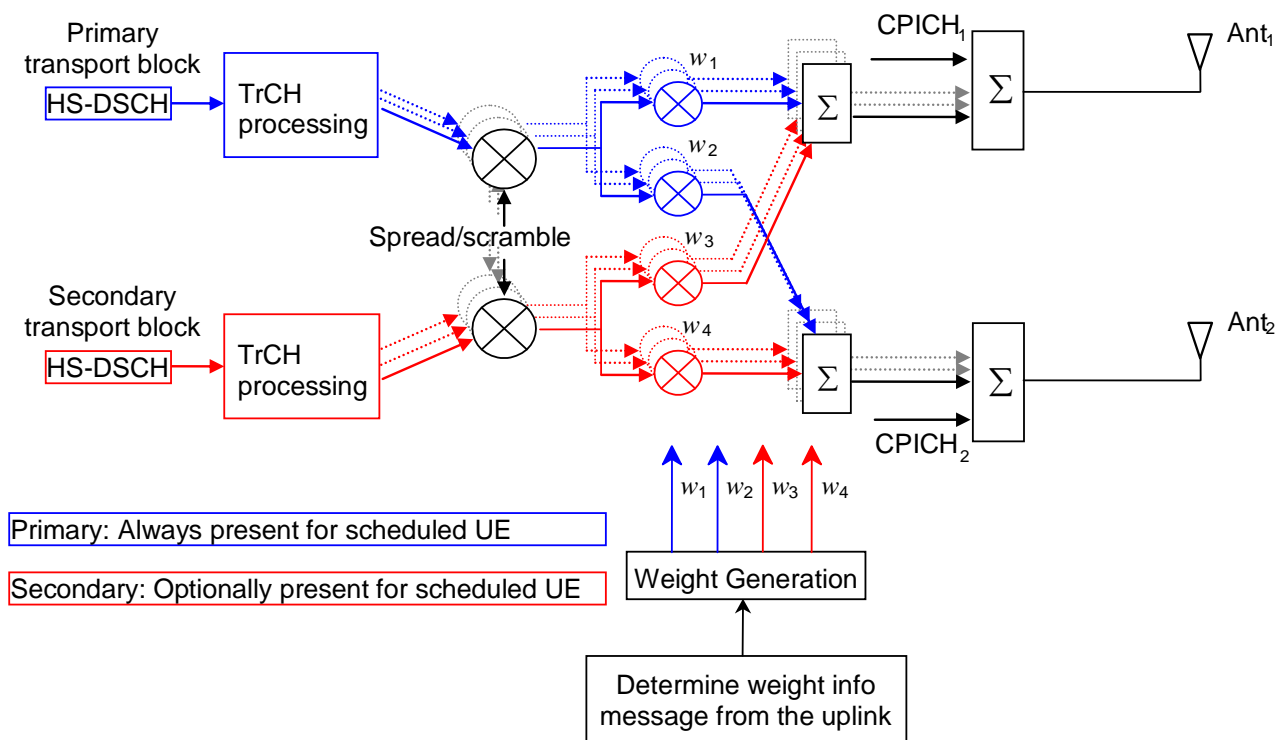 Primary
transport block
HS-DSCH
TrCH
processing
w1
w2
Σ
CPICH1
Σ
Ant1
Spread/scramble
Secondary
transport block
HS-DSCH
TrCH
processing
w3
w4
Σ
CPICH2
Σ
Ant2
w1 w2 w3 w4
Primary: Always present for scheduled UE
Secondary: Optionally present for scheduled UE
Weight Generation
Determine weight info
message from the uplink